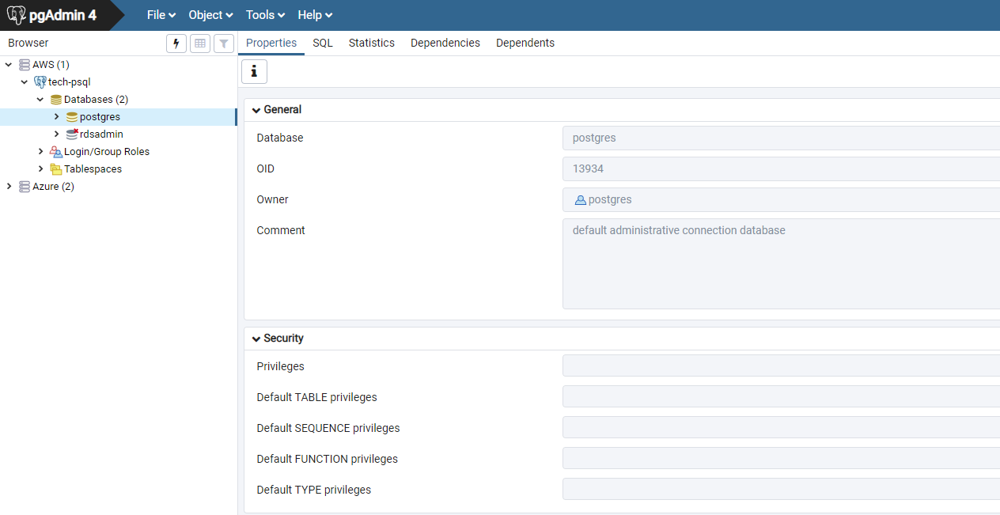 pgAdmin 4 File Object Tools Help
Browser
AWS (1)
tech-psql
Databases (2)
postgres
rdsadmin
Login/Group Roles
Tablespaces
Azure (2)
Properties SQL Statistics Dependencies Dependents
i
General
Database postgres
OID 13934
Owner postgres
Comment default administrative connection database
Security
Privileges
Default TABLE privileges
Default SEQUENCE privileges
Default FUNCTION privileges
Default TYPE privileges